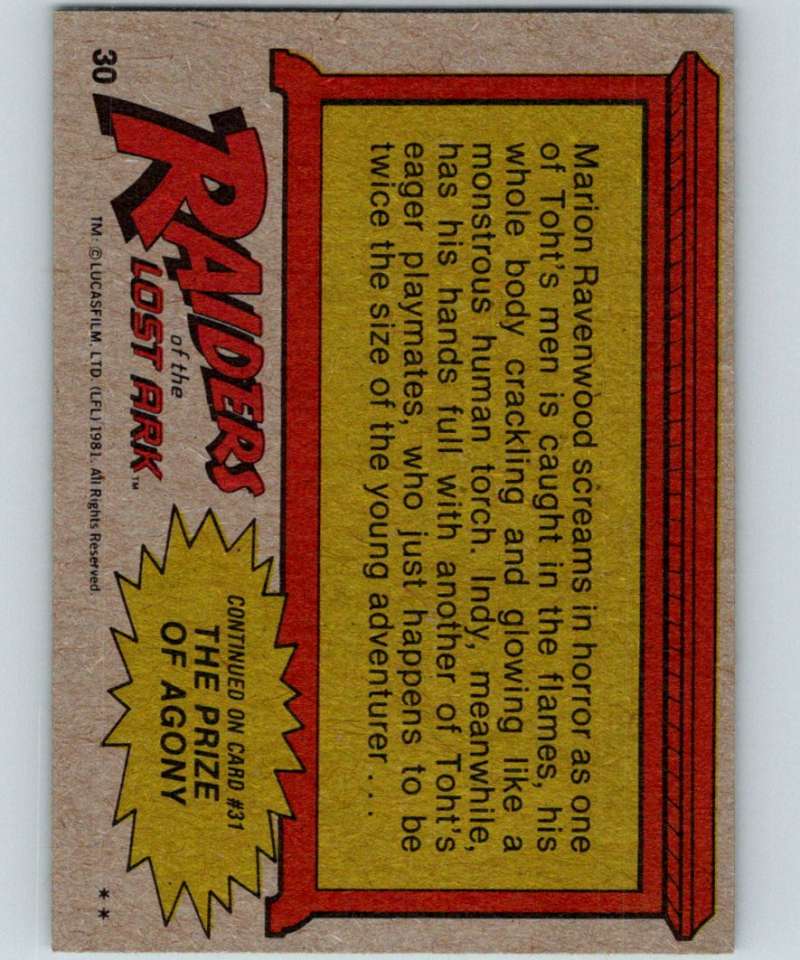 Marion Ravenwood screams in horror as one
of Toht's men is caught in the flames, his
whole body crackling and glowing like a
monstrous human torch. Indy, meanwhile,
has his hands full with another of Toht's
eager playmates, who just happens to be
twice the size of the young adventurer . . .
RAIDERS
of the
LOST ARK™
CONTINUED ON CARD #31
THE PRIZE
OF AGONY
30
TM: © LUCASFILM, LTD. (LFL) 1981. All Rights Reserved.
* *